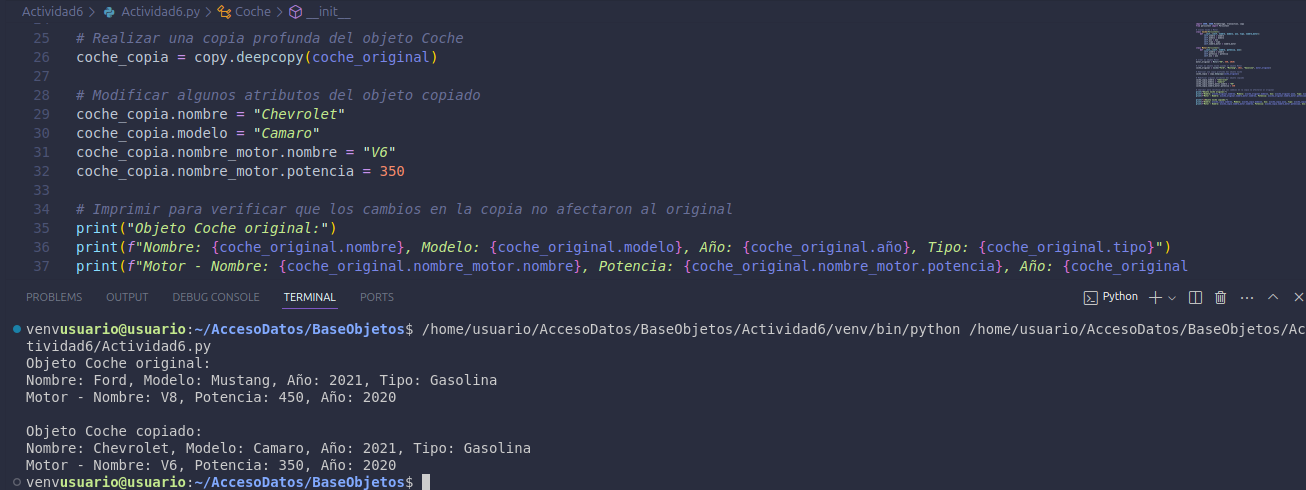 Actividad6 > Actividad6.py > Coche > __init__
25 # Realizar una copia profunda del objeto Coche
26 coche_copia = copy.deepcopy(coche_original)
27
28 # Modificar algunos atributos del objeto copiado
29 coche_copia.nombre = "Chevrolet"
30 coche_copia.modelo = "Camaro"
31 coche_copia.nombre_motor.nombre = "V6"
32 coche_copia.nombre_motor.potencia = 350
33
34 # Imprimir para verificar que los cambios en la copia no afectaron al original
35 print("Objeto Coche original:")
36 print(f"Nombre: {coche_original.nombre}, Modelo: {coche_original.modelo}, Año: {coche_original.año}, Tipo: {coche_original.tipo}")
37 print(f"Motor - Nombre: {coche_original.nombre_motor.nombre}, Potencia: {coche_original.nombre_motor.potencia}, Año: {coche_original
PROBLEMS OUTPUT DEBUG CONSOLE TERMINAL PORTS Python
venvusuario@usuario:~/AccesoDatos/BaseObjetos$ /home/usuario/AccesoDatos/BaseObjetos/Actividad6/venv/bin/python /home/usuario/AccesoDatos/BaseObjetos/Ac
tividad6/Actividad6.py
Objeto Coche original:
Nombre: Ford, Modelo: Mustang, Año: 2021, Tipo: Gasolina
Motor - Nombre: V8, Potencia: 450, Año: 2020
Objeto Coche copiado:
Nombre: Chevrolet, Modelo: Camaro, Año: 2021, Tipo: Gasolina
Motor - Nombre: V6, Potencia: 350, Año: 2020
venvusuario@usuario:~/AccesoDatos/BaseObjetos$